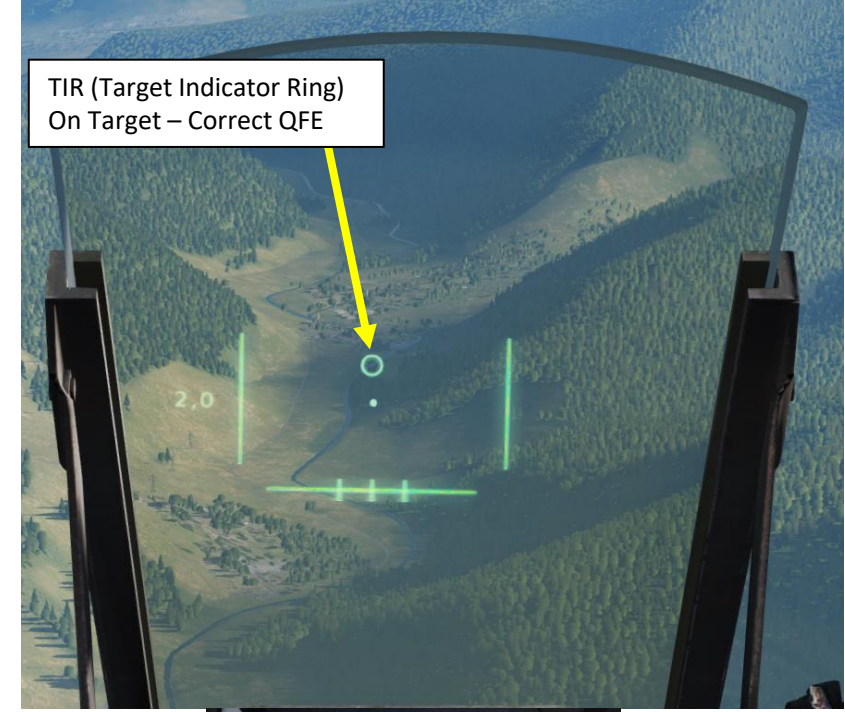 TIR (Target Indicator Ring)
On Target – Correct QFE
2,0